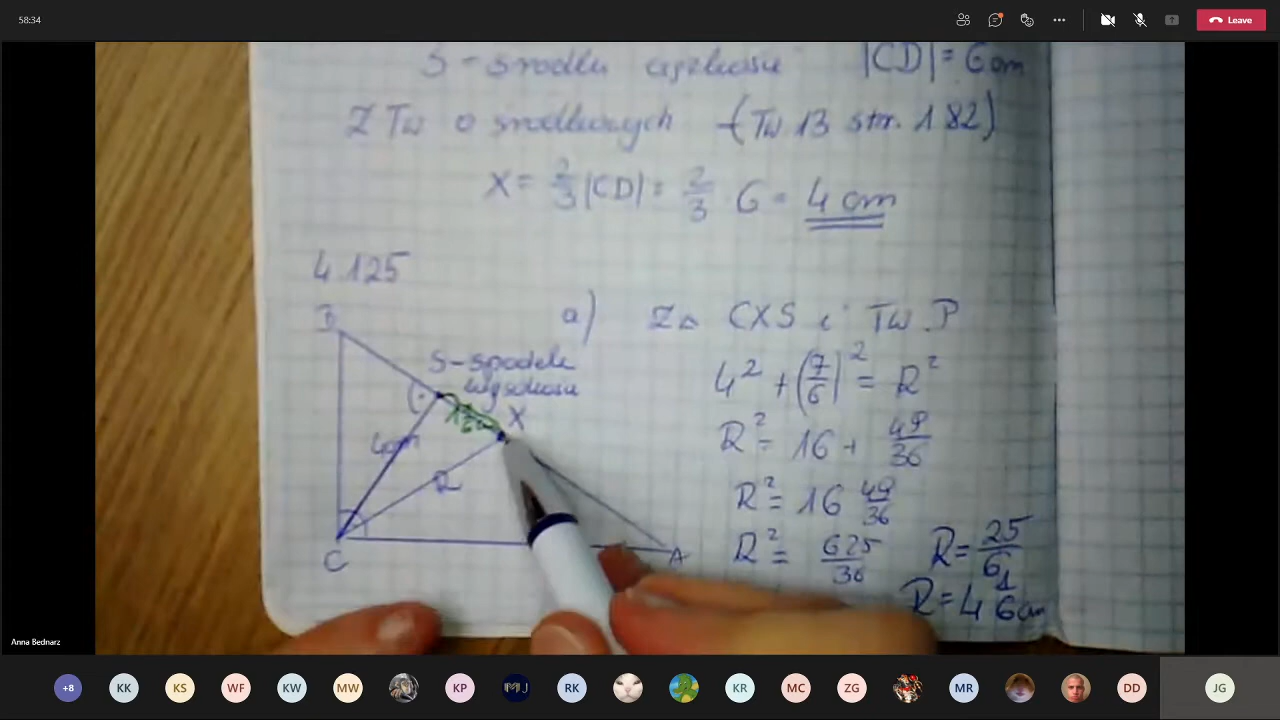 58:34
Leave
S - środek ciężkości |CD| = 6 cm
Z Tw o środkowych (Tw. 13 str. 182)
X = 2/3 |CD| = 2/3 6 = 4 cm
4.125
B
a) Z△ CXS i Tw. P
S - spodek
wysokości
4² + (7/6)² = R²
X
4cm
R² = 16 + 49/36
R
R² = 16 49/36
R² = 625/36
R = 25/6
C
A
R = 4 1/6 cm
Anna Bednarz
+8
KK
KS
WF
KW
MW
KP
RK
KR
MC
ZG
MR
DD
JG